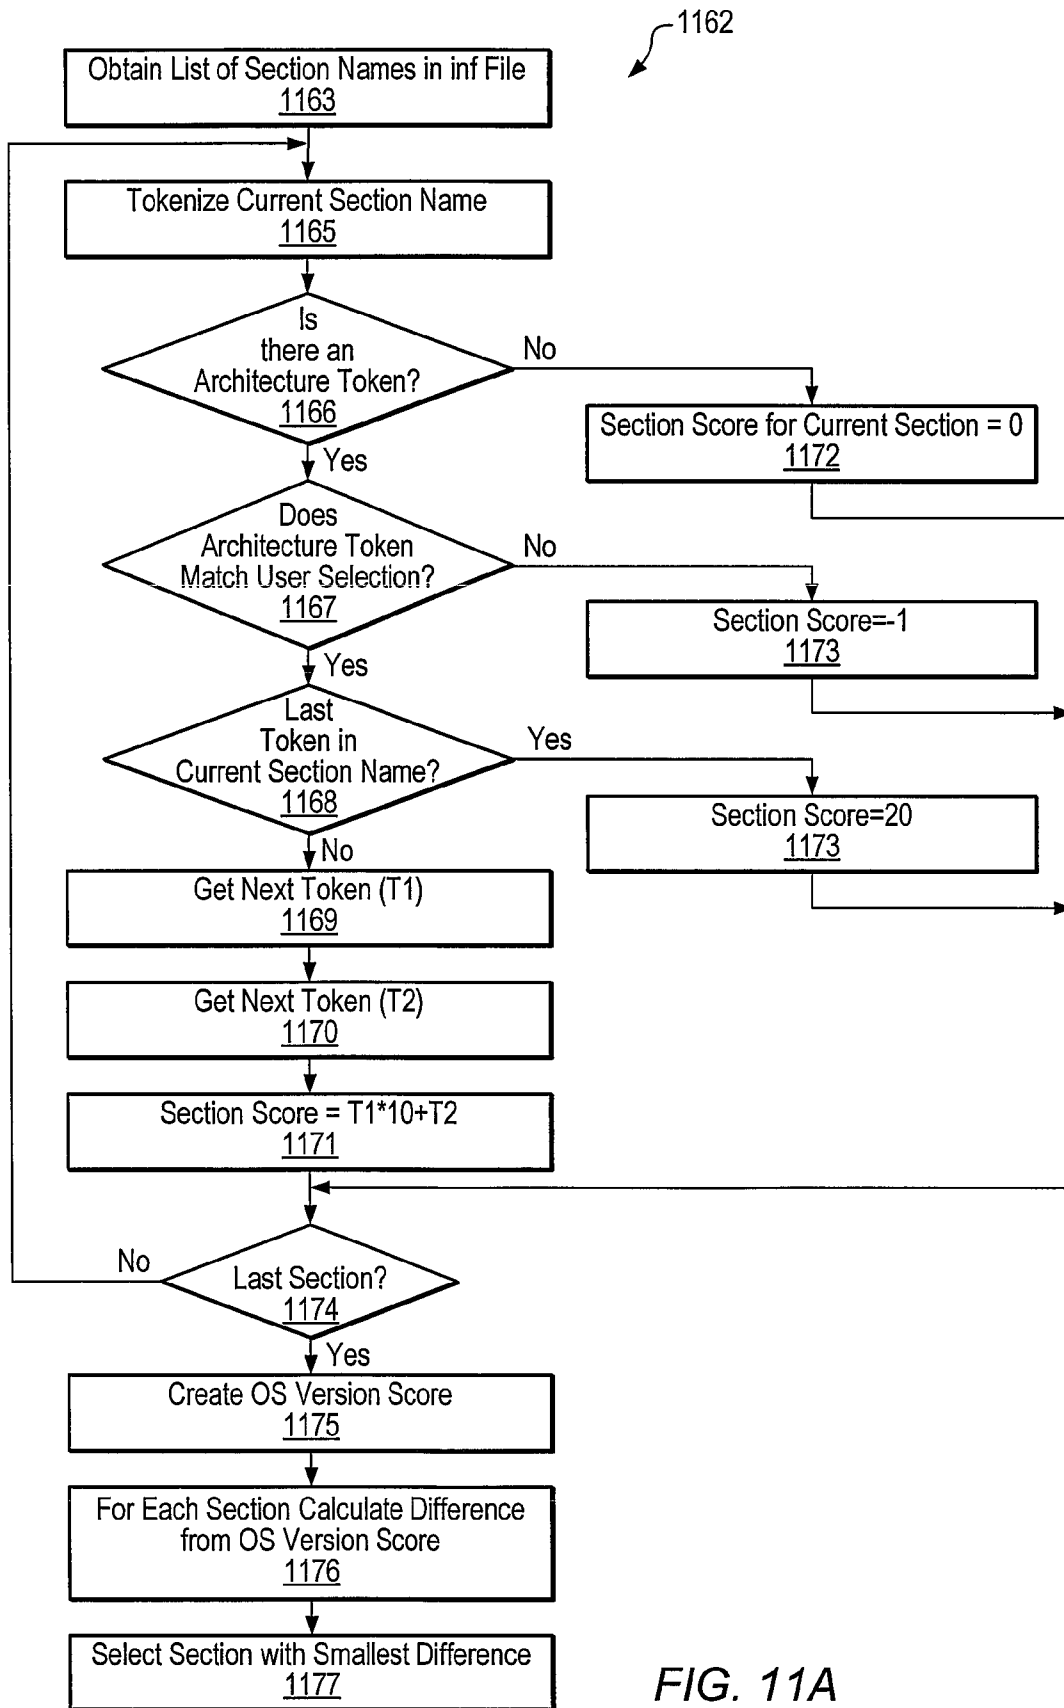 1162
Obtain List of Section Names in inf File
1163
Tokenize Current Section Name
1165
Is
there an
Architecture Token?
1166
No
Yes
Section Score for Current Section = 0
1172
Does
Architecture Token
Match User Selection?
1167
No
Yes
Section Score=-1
1173
Last
Token in
Current Section Name?
1168
Yes
No
Section Score=20
1173
Get Next Token (T1)
1169
Get Next Token (T2)
1170
Section Score = T1*10+T2
1171
No
Last Section?
1174
Yes
Create OS Version Score
1175
For Each Section Calculate Difference
from OS Version Score
1176
Select Section with Smallest Difference
1177
FIG. 11A